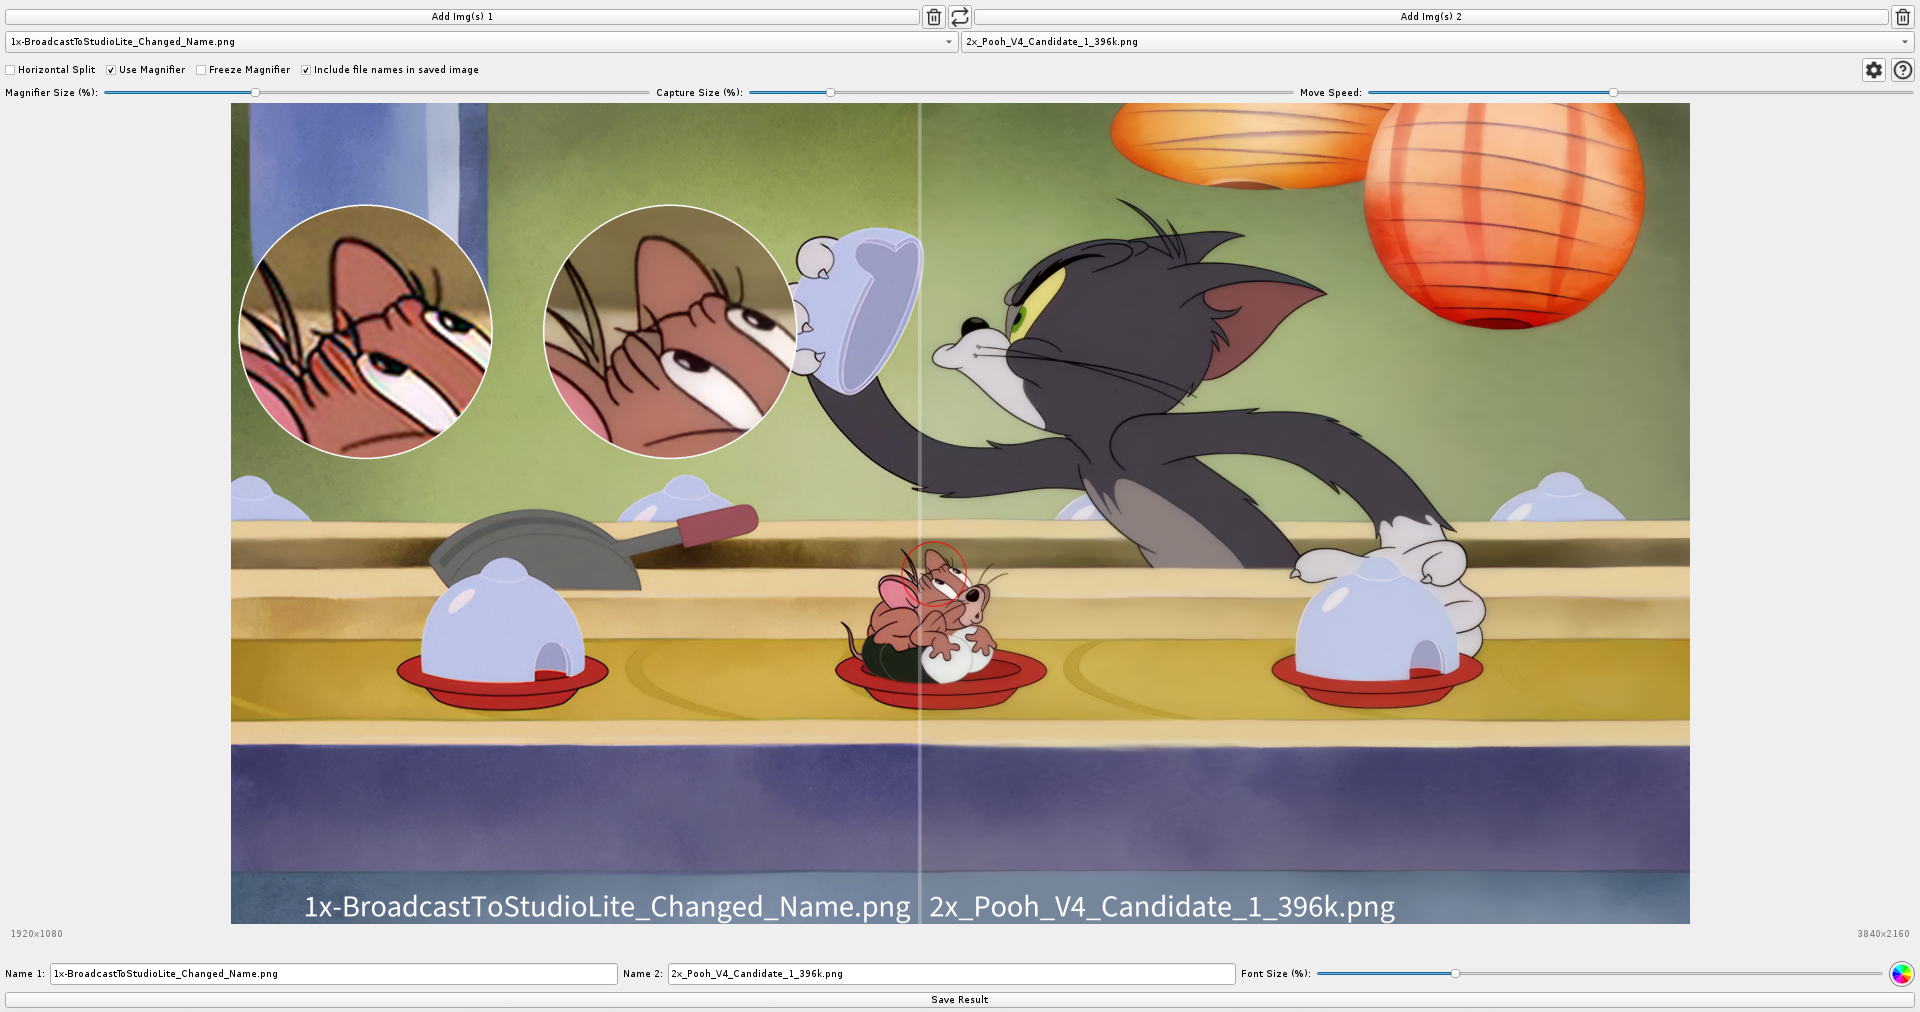 Add Img(s) 1
Add Img(s) 2
1x-BroadcastToStudioLite_Changed_Name.png
2x_Pooh_V4_Candidate_1_396k.png
Horizontal Split
Use Magnifier
Freeze Magnifier
Include file names in saved image
Magnifier Size (%):
Capture Size (%):
Move Speed:
1x-BroadcastToStudioLite_Changed_Name.png
2x_Pooh_V4_Candidate_1_396k.png
1920x1080
3840x2160
Name 1:
1x-BroadcastToStudioLite_Changed_Name.png
Name 2:
2x_Pooh_V4_Candidate_1_396k.png
Font Size (%):
Save Result